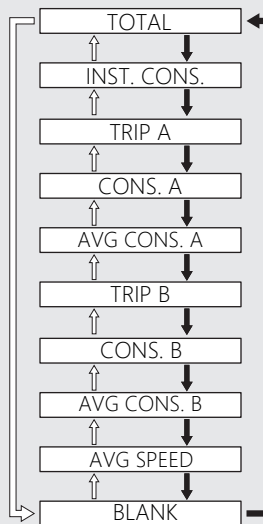 TOTAL
INST. CONS.
TRIP A
CONS. A
AVG CONS. A
TRIP B
CONS. B
AVG CONS. B
AVG SPEED
BLANK